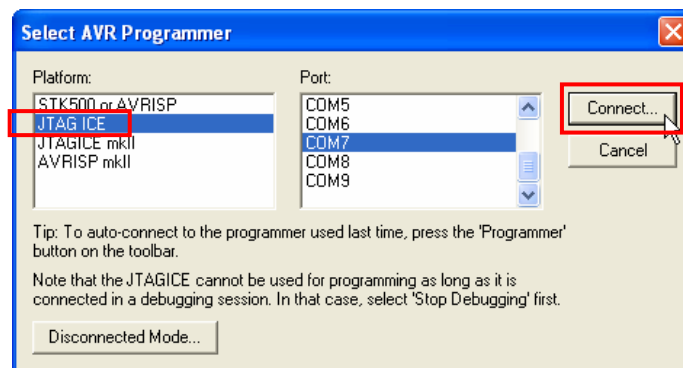 Select AVR Programmer
Platform:
Port:
STK500 or AVRISP
JTAG ICE
JTAGICE mkII
AVRISP mkII
COM5
COM6
COM7
COM8
COM9
Connect...
Cancel
Tip: To auto-connect to the programmer used last time, press the 'Programmer'
button on the toolbar.
Note that the JTAGICE cannot be used for programming as long as it is
connected in a debugging session. In that case, select 'Stop Debugging' first.
Disconnected Mode...